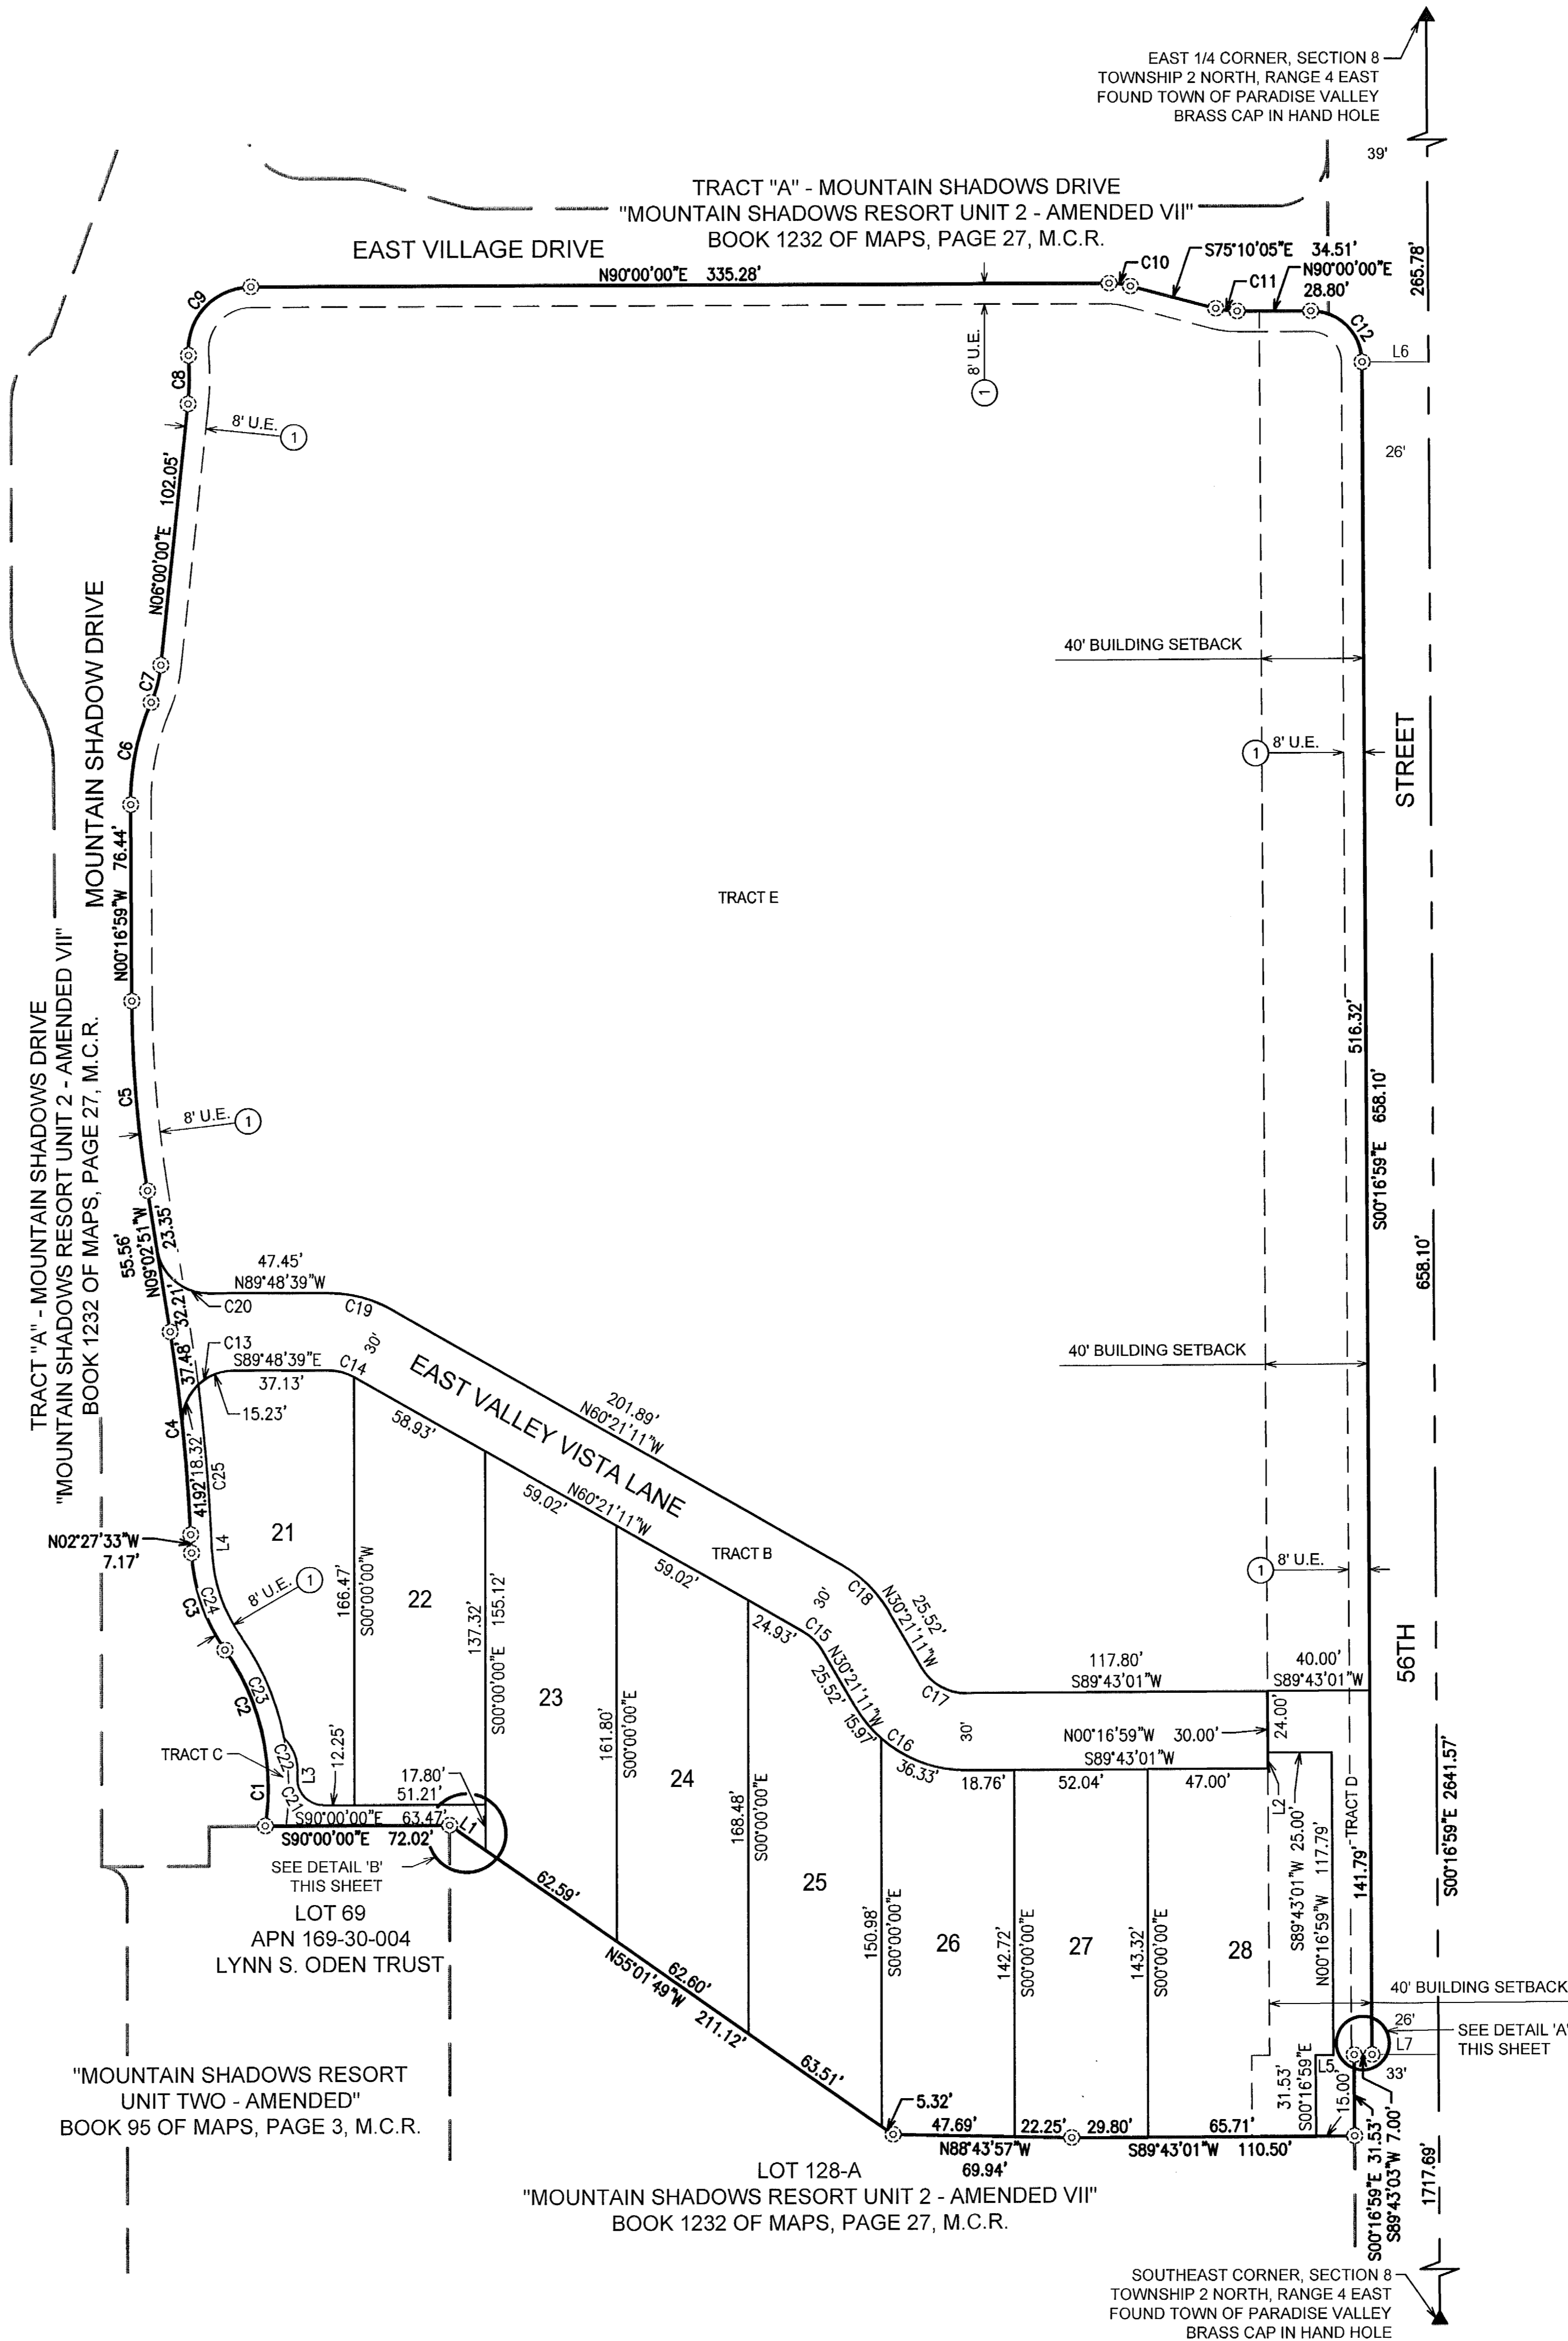 EAST 1/4 CORNER, SECTION 8
TOWNSHIP 2 NORTH, RANGE 4 EAST
FOUND TOWN OF PARADISE VALLEY
BRASS CAP IN HAND HOLE
39'
TRACT "A" - MOUNTAIN SHADOWS DRIVE
"MOUNTAIN SHADOWS RESORT UNIT 2 - AMENDED VII"
BOOK 1232 OF MAPS, PAGE 27, M.C.R.
EAST VILLAGE DRIVE
N90°00'00"E 335.28'
C10
S75°10'05"E 34.51'
C11
N90°00'00"E
28.80'
265.78'
C9
C12
L6
C8
8' U.E.
1
8' U.E.
1
26'
N06°00'00"E 102.05'
MOUNTAIN SHADOW DRIVE
40' BUILDING SETBACK
C7
C6
1
8' U.E.
STREET
N00°16'59"W 76.44'
TRACT E
TRACT "A" - MOUNTAIN SHADOWS DRIVE
"MOUNTAIN SHADOWS RESORT UNIT 2 - AMENDED VII"
BOOK 1232 OF MAPS, PAGE 27, M.C.R.
516.32'
S00°16'59"E 658.10'
658.10'
C5
8' U.E.
1
55.56'
N09°02'51"W
23.35'
32.21'
47.45'
N89°48'39"W
C20
C19
C13
37.48'
S89°48'39"E
37.13'
C14
30'
15.23'
40' BUILDING SETBACK
EAST VALLEY VISTA LANE
201.89'
N60°21'11"W
58.93'
59.02'
N60°21'11"W
59.02'
TRACT B
C4
18.32'
41.92'
C25
L4
N02°27'33"W
7.17'
21
8' U.E.
1
C24
C3
166.47'
S00°00'00"W
22
137.32'
S00°00'00"E 155.12'
1
8' U.E.
24.93'
30'
C15
C18
N30°21'11"W
25.52'
N30°21'11"W
25.52'
15.97'
C17
C16
36.33'
30'
117.80'
S89°43'01"W
40.00'
S89°43'01"W
56TH
23
161.80'
S00°00'00"E
N00°16'59"W 30.00'
24.00'
S89°43'01"W
18.76'
52.04'
47.00'
L2
C2
C23
TRACT C
C22
L3
C21
C1
12.25'
17.80'
51.21'
S90°00'00"E 63.47'
S90°00'00"E 72.02'
L1
24
168.48'
S00°00'00"E
SEE DETAIL 'B'
THIS SHEET
LOT 69
APN 169-30-004
LYNN S. ODEN TRUST
62.59'
25
150.98'
S00°00'00"E
S89°43'01"W 25.00'
N00°16'59"W 117.79'
TRACT D
141.79'
S00°16'59"E 2641.57'
26
142.72'
S00°00'00"E
27
143.32'
S00°00'00"E
28
62.60'
N55°01'49"W
211.12'
40' BUILDING SETBACK
26'
SEE DETAIL 'A'
THIS SHEET
L7
33'
L5
31.53'
S00°16'59"E
15.00'
63.51'
"MOUNTAIN SHADOWS RESORT
UNIT TWO - AMENDED"
BOOK 95 OF MAPS, PAGE 3, M.C.R.
5.32'
47.69'
22.25'
29.80'
65.71'
N88°43'57"W
69.94'
S89°43'01"W 110.50'
S00°16'59"E 31.53'
S89°43'03"W 7.00'
1717.69'
LOT 128-A
"MOUNTAIN SHADOWS RESORT UNIT 2 - AMENDED VII"
BOOK 1232 OF MAPS, PAGE 27, M.C.R.
SOUTHEAST CORNER, SECTION 8
TOWNSHIP 2 NORTH, RANGE 4 EAST
FOUND TOWN OF PARADISE VALLEY
BRASS CAP IN HAND HOLE